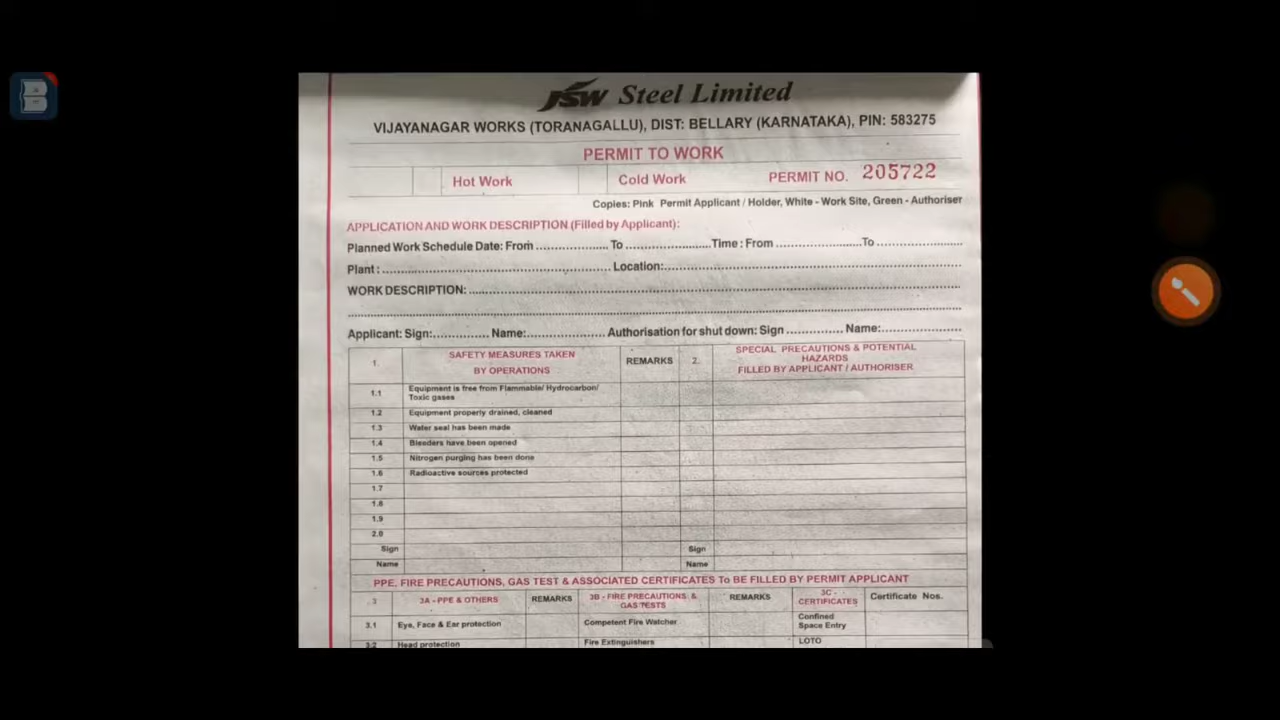 JSW Steel Limited
VIJAYANAGAR WORKS (TORANAGALLU), DIST: BELLARY (KARNATAKA), PIN: 583275
PERMIT TO WORK
Hot Work Cold Work PERMIT NO. 205722
Copies: Pink Permit Applicant / Holder, White - Work Site, Green - Authoriser
APPLICATION AND WORK DESCRIPTION (Filled by Applicant):
Planned Work Schedule Date: From .................. To ..................... Time : From .....................To .....................
Plant : ........................................................ Location:.....................................................................
WORK DESCRIPTION: ............................................................................................................................
Applicant: Sign:.............. Name:.................... Authorisation for shut down: Sign .............. Name:....................
1. SAFETY MEASURES TAKEN BY OPERATIONS REMARKS 2. SPECIAL PRECAUTIONS & POTENTIAL HAZARDS FILLED BY APPLICANT / AUTHORISER
1.1 Equipment is free from Flammable/ Hydrocarbon/
Toxic gases
1.2 Equipment properly drained, cleaned
1.3 Water seal has been made
1.4 Bleeders have been opened
1.5 Nitrogen purging has been done
1.6 Radioactive sources protected
1.7
1.8
1.9
2.0
Sign Sign
Name Name
PPE, FIRE PRECAUTIONS, GAS TEST & ASSOCIATED CERTIFICATES To BE FILLED BY PERMIT APPLICANT
3 3A - PPE & OTHERS REMARKS 3B - FIRE PRECAUTIONS & GAS TESTS REMARKS 3C - CERTIFICATES Certificate Nos.
3.1 Eye, Face & Ear protection Competent Fire Watcher Confined Space Entry
3.2 Head protection Fire Extinguishers LOTO